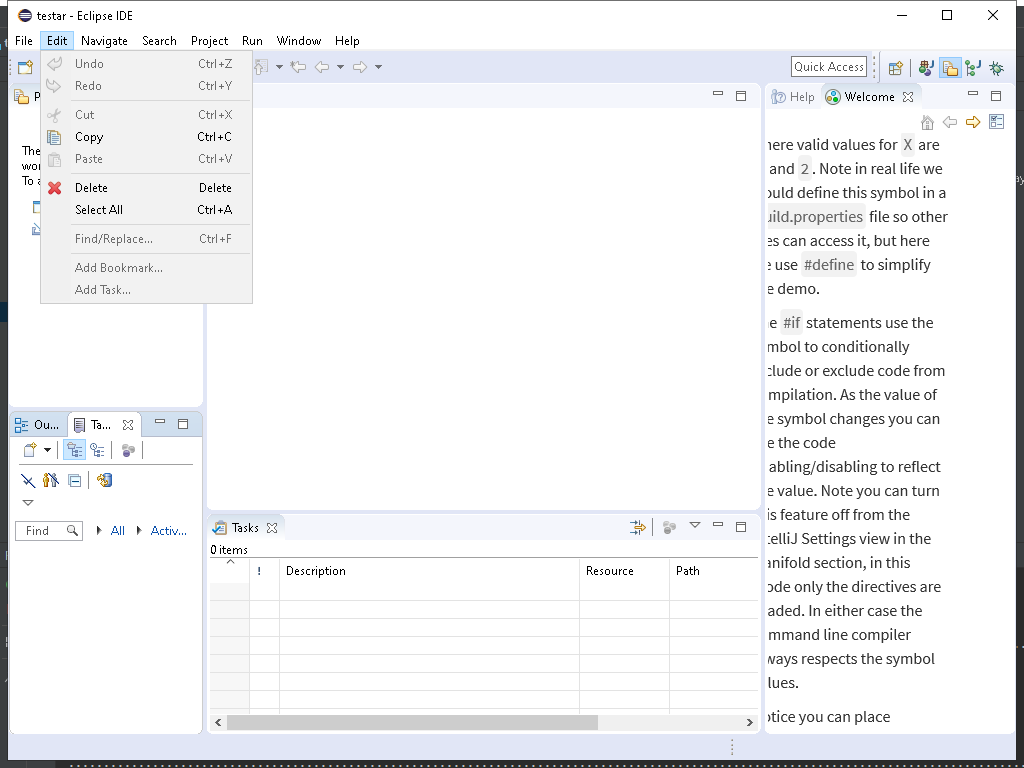 testar - Eclipse IDE
File Edit Navigate Search Project Run Window Help
Undo Ctrl+Z
Redo Ctrl+Y
Cut Ctrl+X
Copy Ctrl+C
Paste Ctrl+V
Delete Delete
Select All Ctrl+A
Find/Replace... Ctrl+F
Add Bookmark...
Add Task...
Quick Access
P
The
wor
To a
Ou... Ta...
Find All Activ...
Tasks
0 items
! Description Resource Path
Help Welcome
here valid values for X are
and 2. Note in real life we
ould define this symbol in a
uild.properties file so other
es can access it, but here
e use #define to simplify
e demo.
e #if statements use the
mbol to conditionally
clude or exclude code from
mpilation. As the value of
e symbol changes you can
e the code
abling/disabling to reflect
e value. Note you can turn
is feature off from the
telliJ Settings view in the
anifold section, in this
ode only the directives are
aded. In either case the
mmand line compiler
ways respects the symbol
lues.
otice you can place